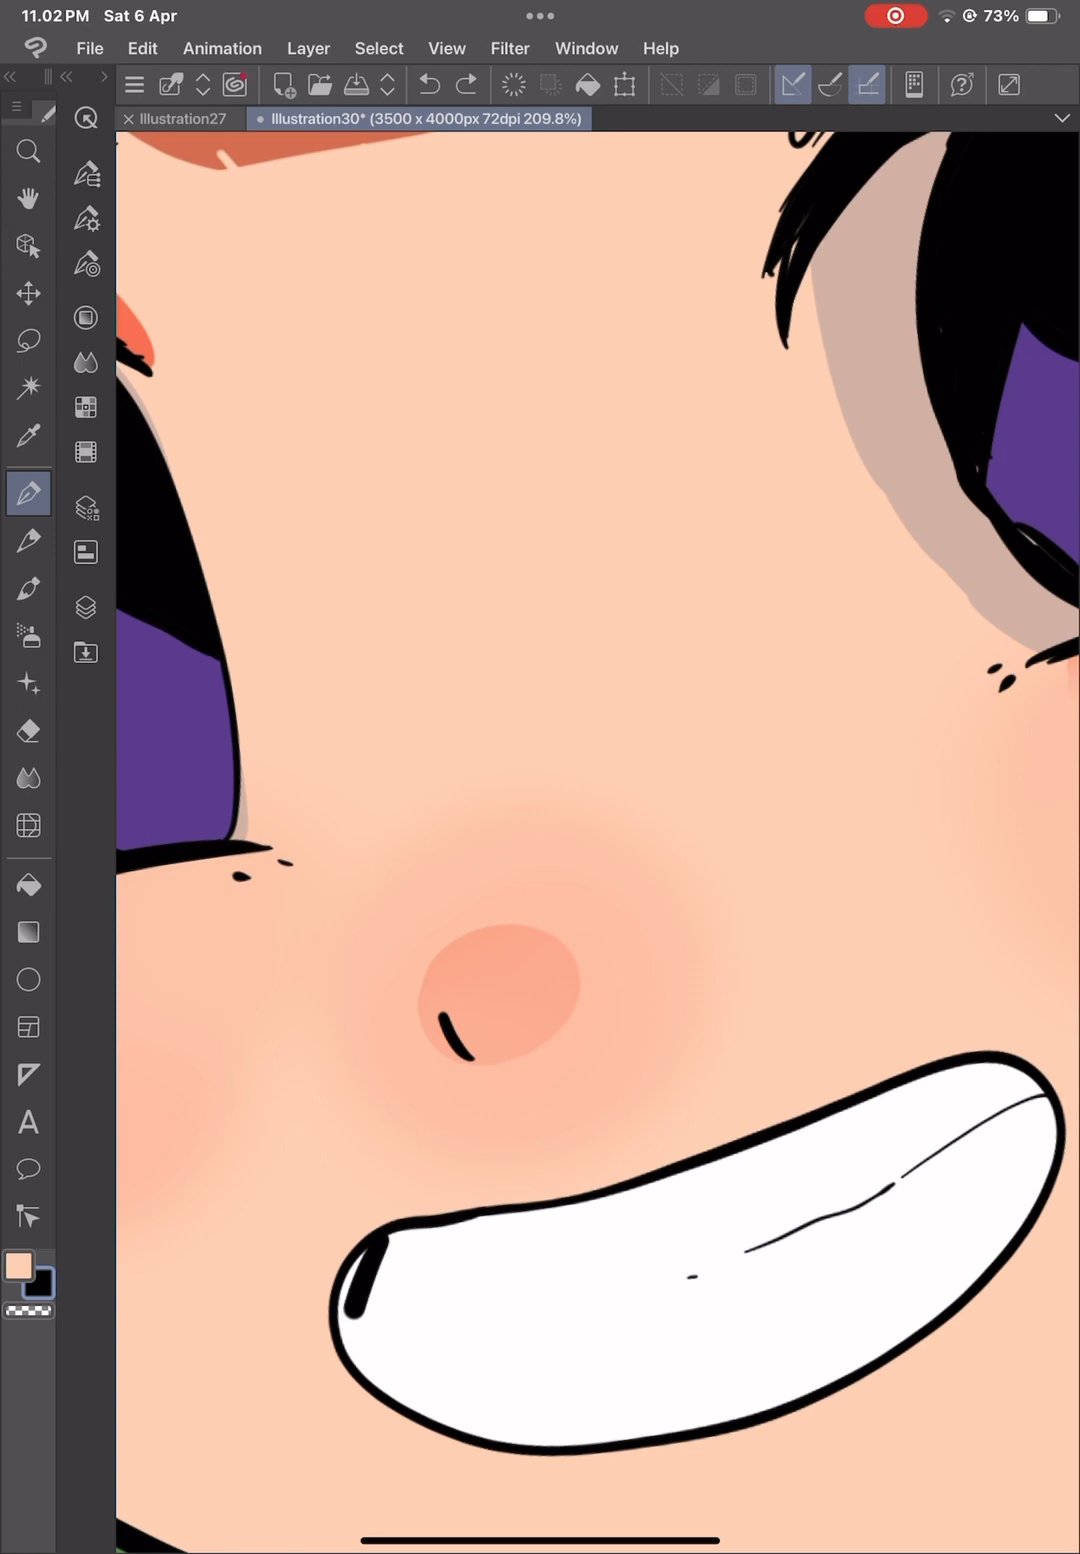 11.02 PM Sat 6 Apr 73%
File Edit Animation Layer Select View Filter Window Help
Illustration27 Illustration30* (3500 x 4000px 72dpi 209.8%)
A